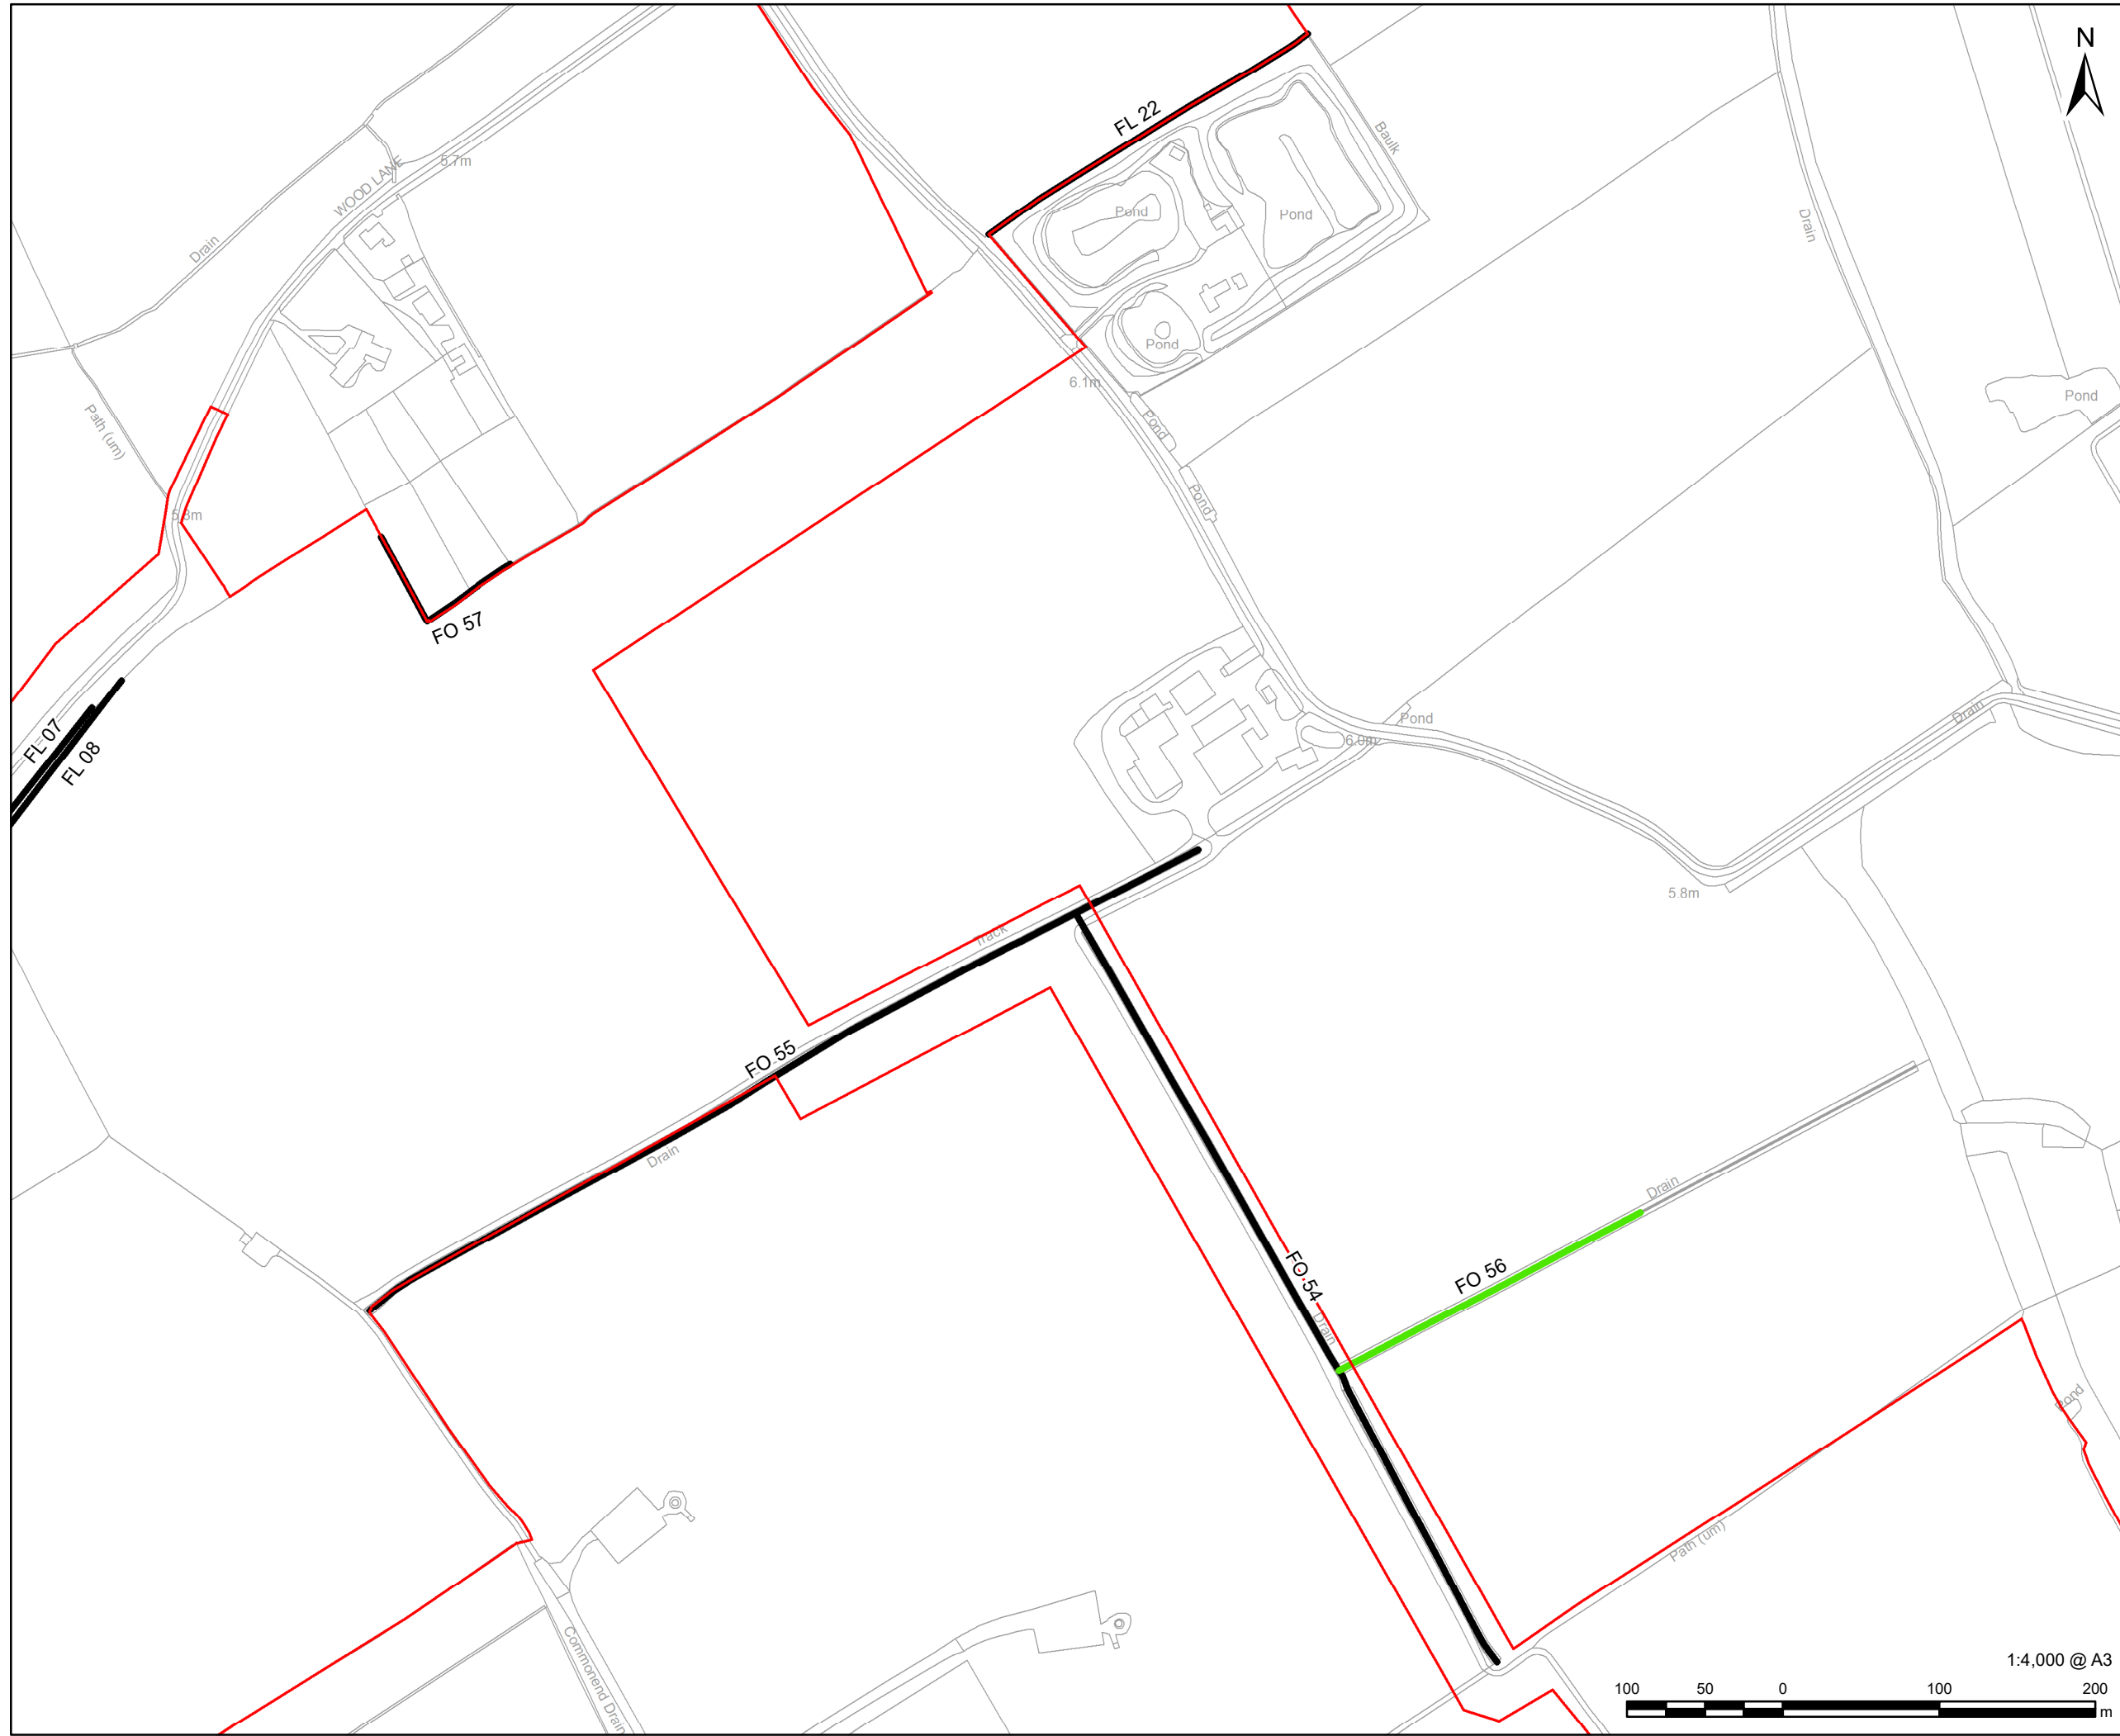 N
FL 22
Baulk
WOOD LANE
5.7m
Pond
Pond
Drain
Drain
Pond
6.1m
Pond
Path (um)
Pond
Pond
5.3m
FO 57
Drain
Pond
6.0m
FL 07
FL 08
5.8m
Track
FO 55
Drain
Drain
FO 54
FO 56
Drain
Pond
Path (um)
Commonend Drain
1:4,000 @ A3
100 50 0 100 200
m